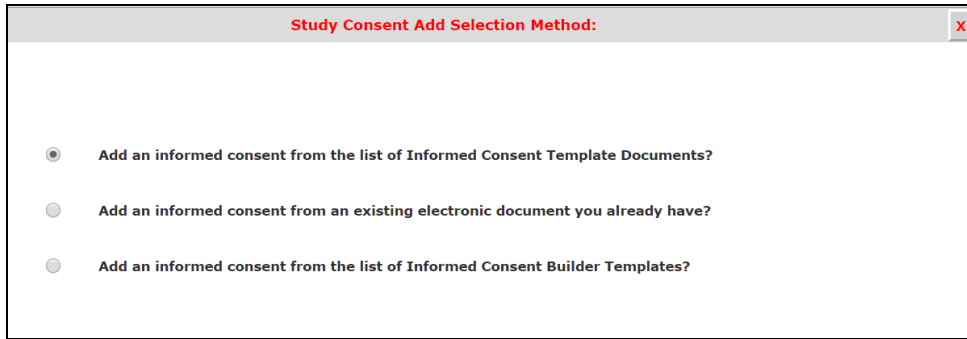 Study Consent Add Selection Method:
X
Add an informed consent from the list of Informed Consent Template Documents?
Add an informed consent from an existing electronic document you already have?
Add an informed consent from the list of Informed Consent Builder Templates?